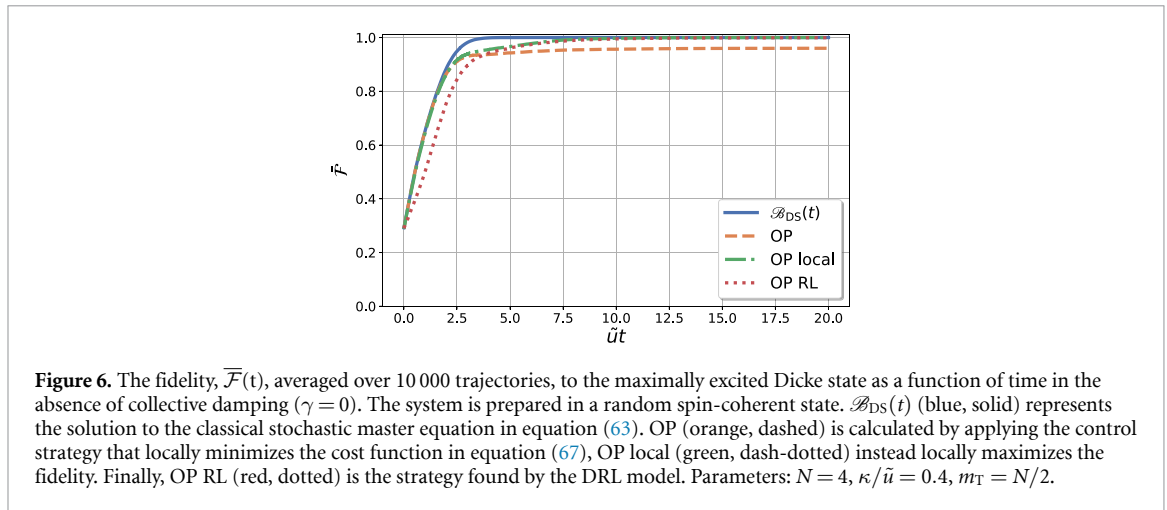 1.0
0.8
0.6
0.4
0.2
0.0
ℱ̄
ℬDS(t)
OP
OP local
OP RL
0.0 2.5 5.0 7.5 10.0 12.5 15.0 17.5 20.0
ũt
Figure 6. The fidelity, ℱ̅(t), averaged over 10 000 trajectories, to the maximally excited Dicke state as a function of time in the
absence of collective damping (γ = 0). The system is prepared in a random spin-coherent state. ℬDS(t) (blue, solid) represents
the solution to the classical stochastic master equation in equation (63). OP (orange, dashed) is calculated by applying the control
strategy that locally minimizes the cost function in equation (67), OP local (green, dash-dotted) instead locally maximizes the
fidelity. Finally, OP RL (red, dotted) is the strategy found by the DRL model. Parameters: N = 4, κ/ũ = 0.4, mT = N/2.